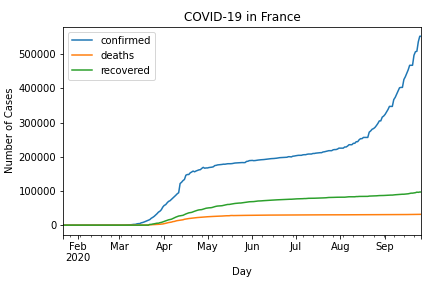 COVID-19 in France
confirmed
deaths
recovered
Number of Cases
500000
400000
300000
200000
100000
0
Feb
2020
Mar
Apr
May
Jun
Jul
Aug
Sep
Day